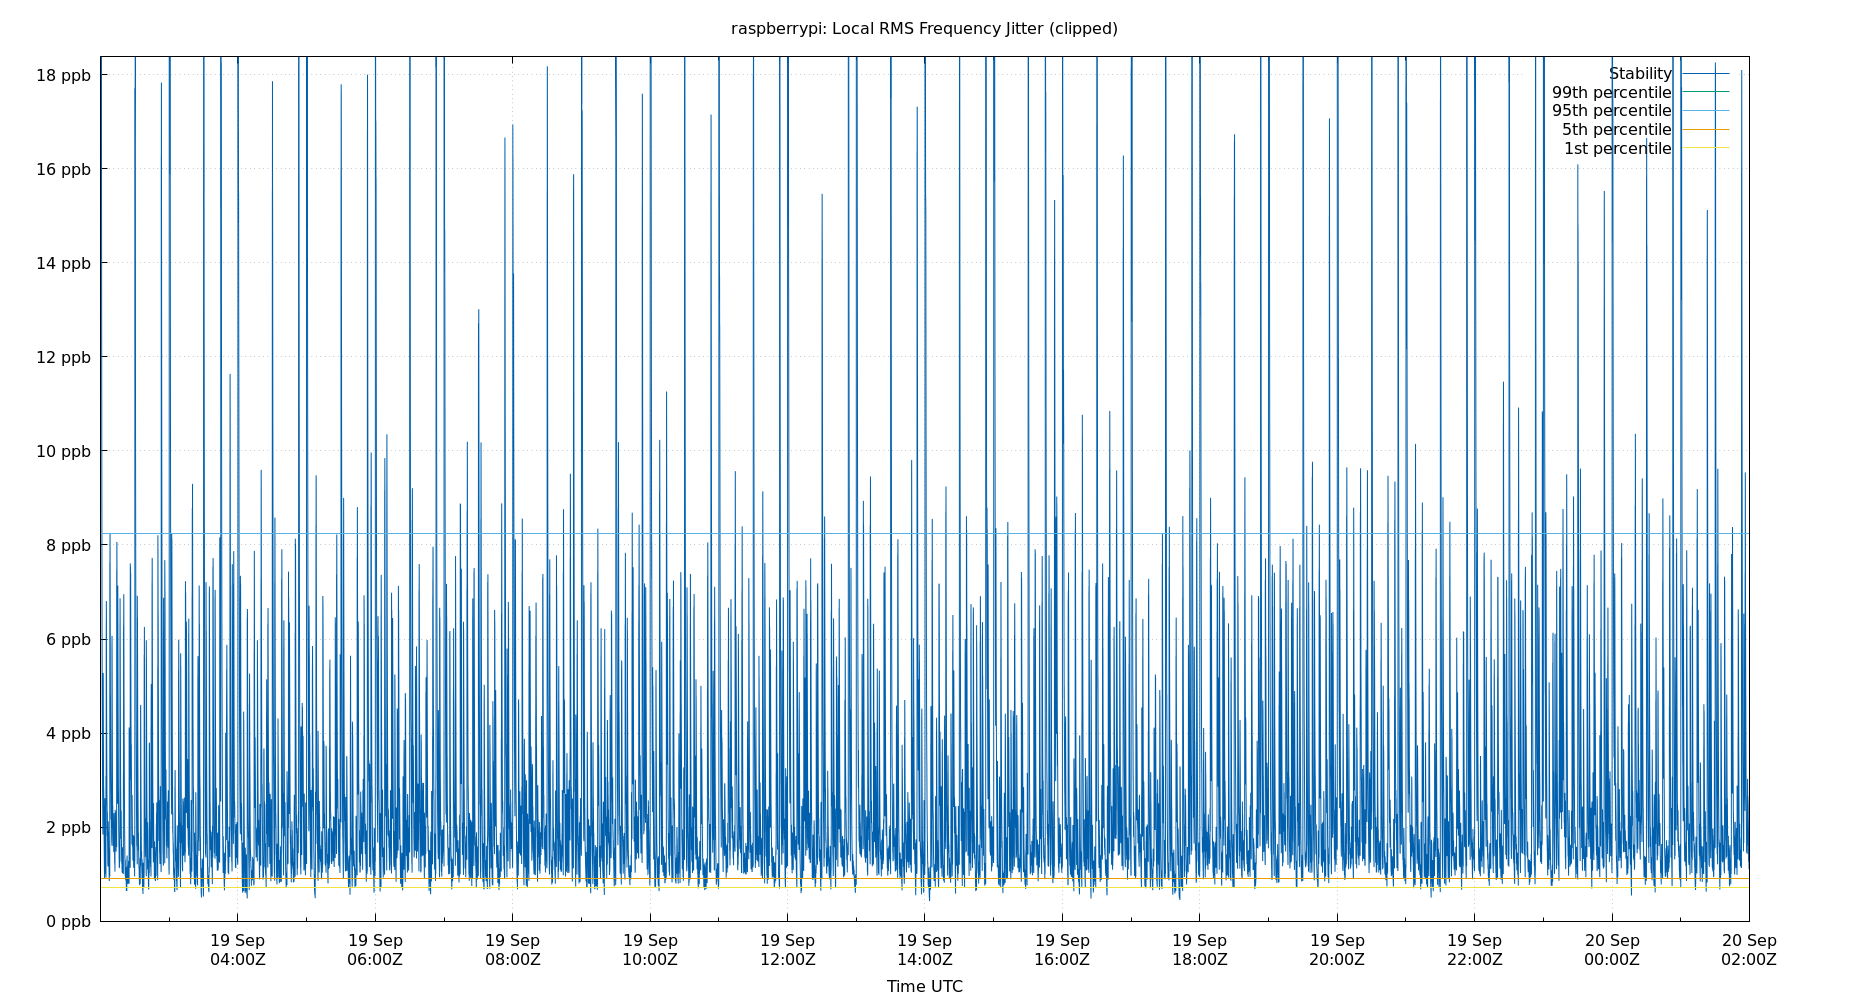 raspberrypi: Local RMS Frequency Jitter (clipped)
18 ppb
16 ppb
14 ppb
12 ppb
10 ppb
8 ppb
6 ppb
4 ppb
2 ppb
0 ppb
Stability
99th percentile
95th percentile
5th percentile
1st percentile
19 Sep 19 Sep 19 Sep 19 Sep 19 Sep 19 Sep 19 Sep 19 Sep 19 Sep 19 Sep 20 Sep 20 Sep
04:00Z 06:00Z 08:00Z 10:00Z 12:00Z 14:00Z 16:00Z 18:00Z 20:00Z 22:00Z 00:00Z 02:00Z
Time UTC